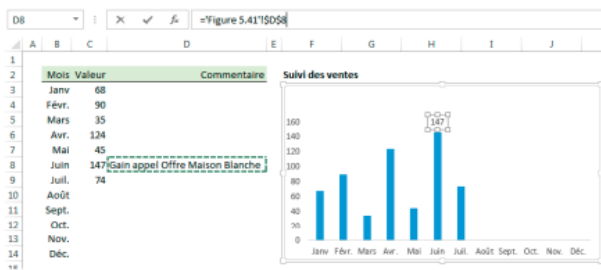 D8 fx ='Figure 5.41'!$D$8
A B C D E F G H I J
1
2 Mois Valeur Commentaire Suivi des ventes
3 Janv 68
4 Févr. 90
5 Mars 35
6 Avr. 124
7 Mai 45
8 Juin 147 Gain appel Offre Maison Blanche
9 Juil. 74
10 Août
11 Sept.
12 Oct.
13 Nov.
14 Déc.
147
160
140
120
100
80
60
40
20
0
Janv Févr. Mars Avr. Mai Juin Juil. Août Sept. Oct. Nov. Déc.